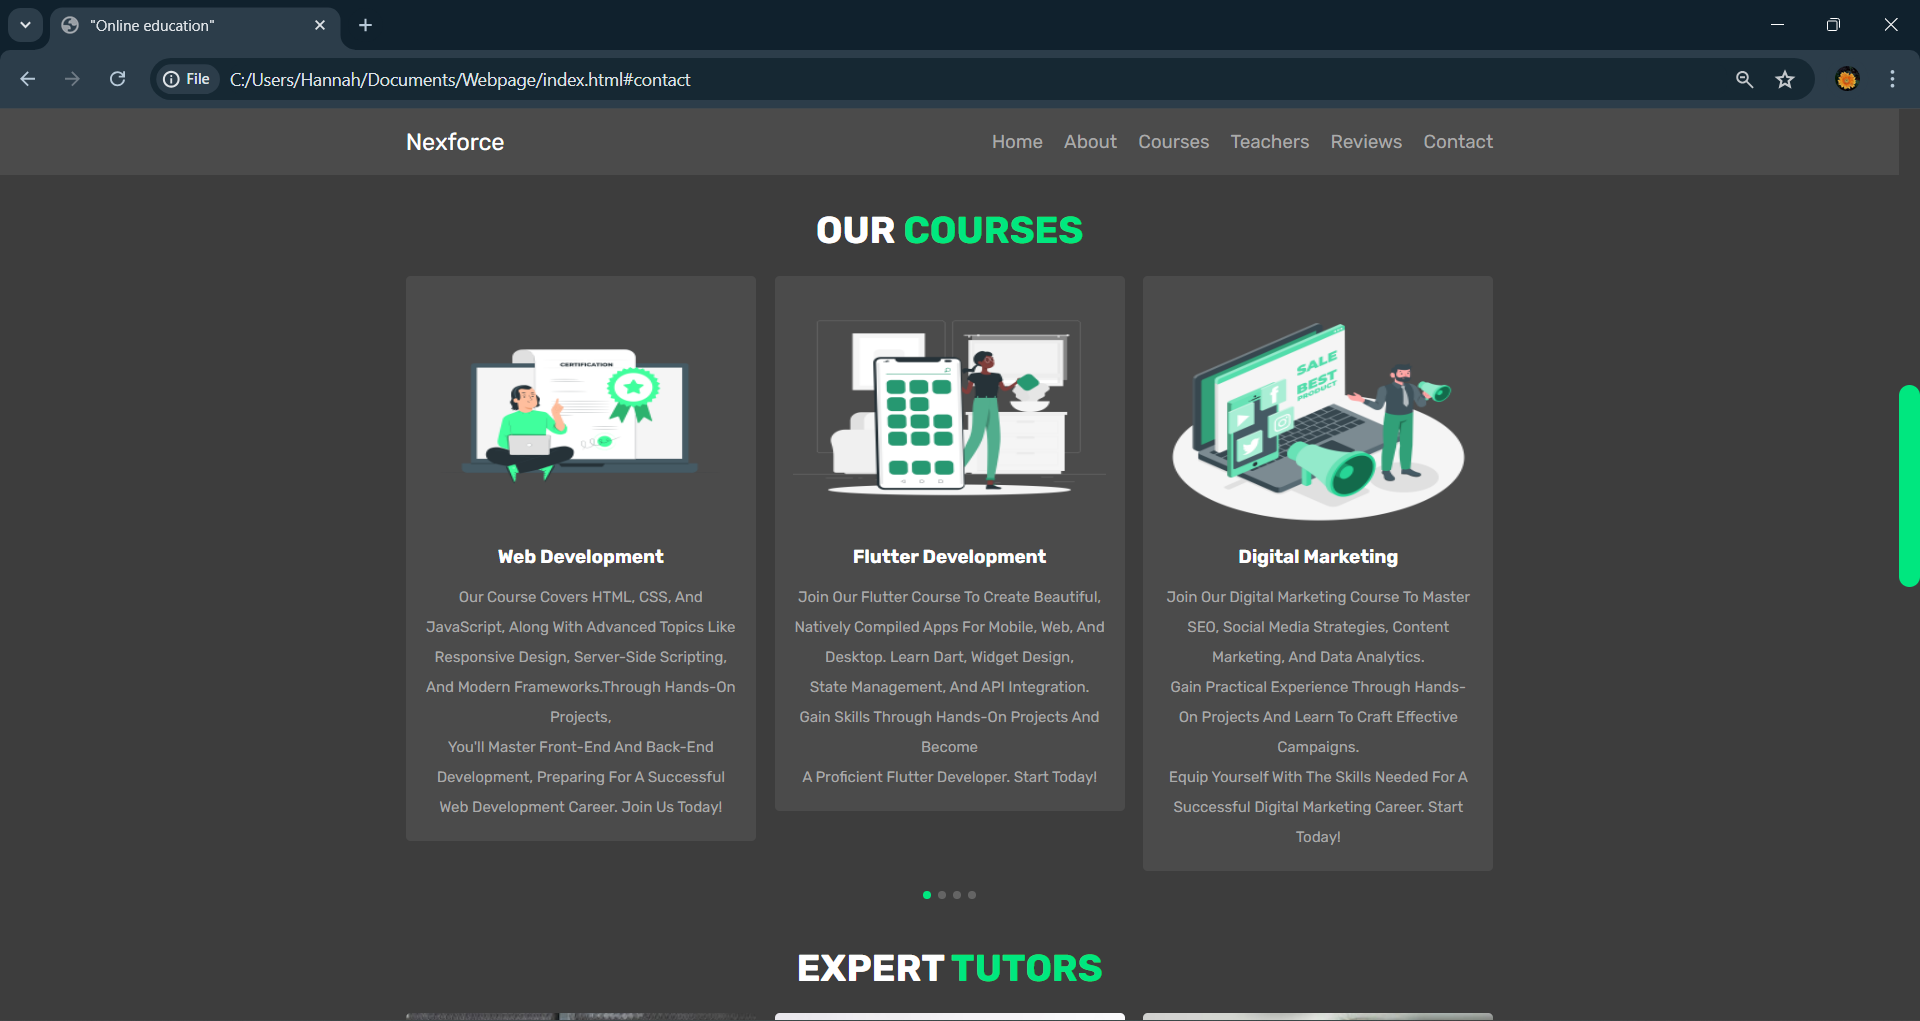 "Online education"
File
C:/Users/Hannah/Documents/Webpage/index.html#contact
Nexforce
Home About Courses Teachers Reviews Contact
OUR COURSES
CERTIFICATION
SALE
BEST
PRODUCT
Web Development
Our Course Covers HTML, CSS, And
JavaScript, Along With Advanced Topics Like
Responsive Design, Server-Side Scripting,
And Modern Frameworks.Through Hands-On
Projects,
You'll Master Front-End And Back-End
Development, Preparing For A Successful
Web Development Career. Join Us Today!
Flutter Development
Join Our Flutter Course To Create Beautiful,
Natively Compiled Apps For Mobile, Web, And
Desktop. Learn Dart, Widget Design,
State Management, And API Integration.
Gain Skills Through Hands-On Projects And
Become
A Proficient Flutter Developer. Start Today!
Digital Marketing
Join Our Digital Marketing Course To Master
SEO, Social Media Strategies, Content
Marketing, And Data Analytics.
Gain Practical Experience Through Hands-
On Projects And Learn To Craft Effective
Campaigns.
Equip Yourself With The Skills Needed For A
Successful Digital Marketing Career. Start
Today!
EXPERT TUTORS